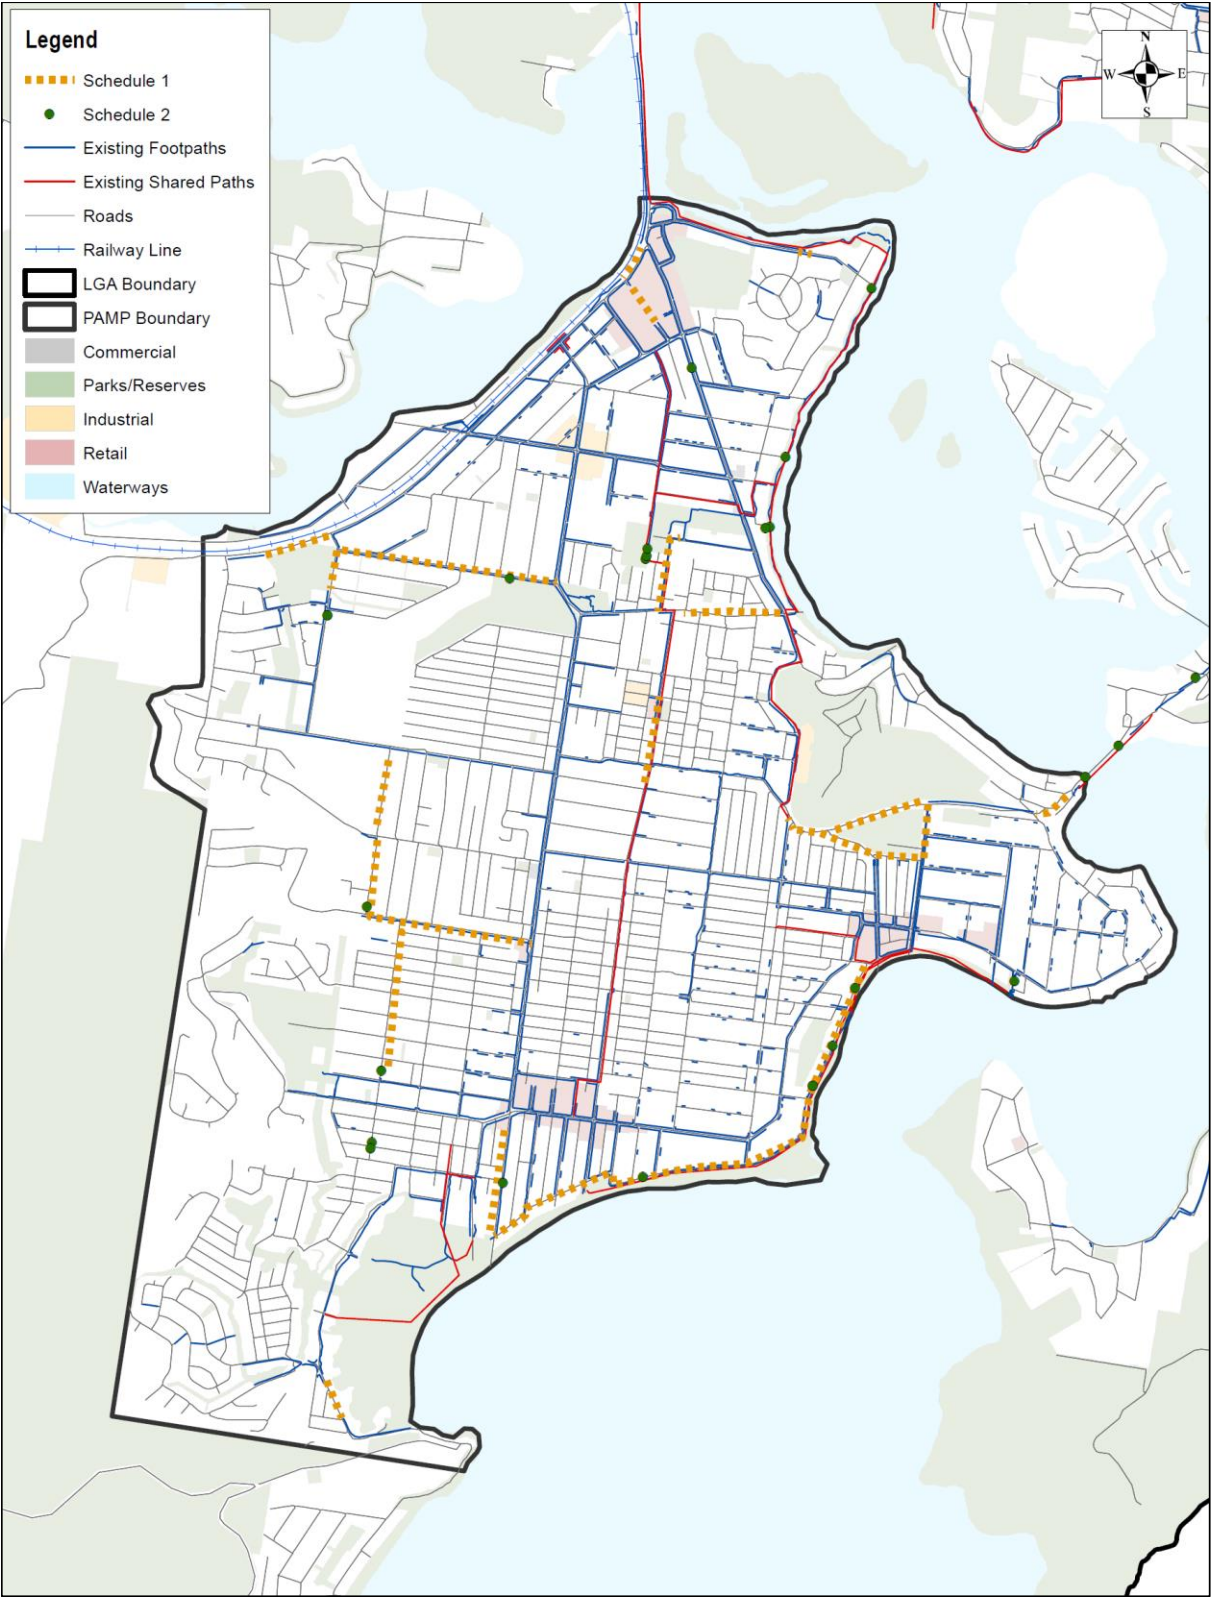 Legend
Schedule 1
Schedule 2
Existing Footpaths
Existing Shared Paths
Roads
Railway Line
LGA Boundary
PAMP Boundary
Commercial
Parks/Reserves
Industrial
Retail
Waterways
N
W E
S